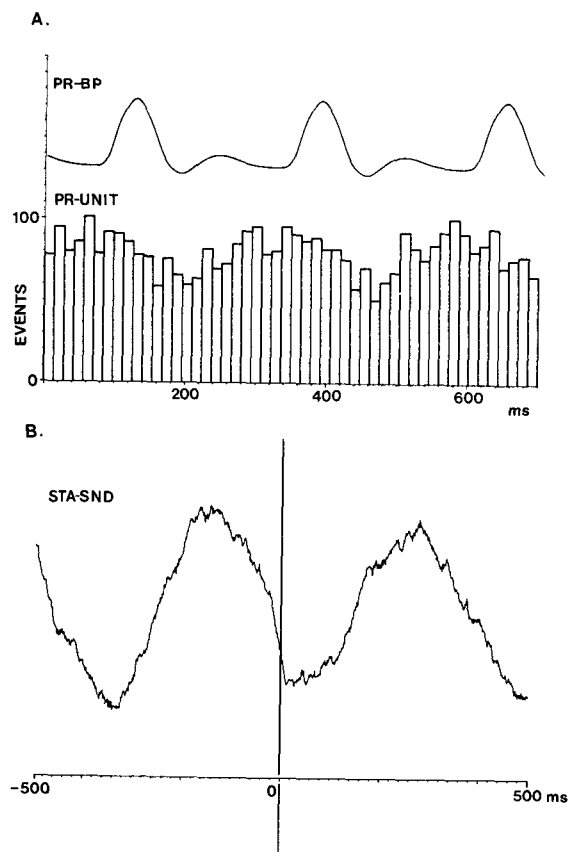 A.
PR-BP
PR-UNIT
100
EVENTS
0
200
400
600
ms
B.
STA-SND
-500
0
500 ms